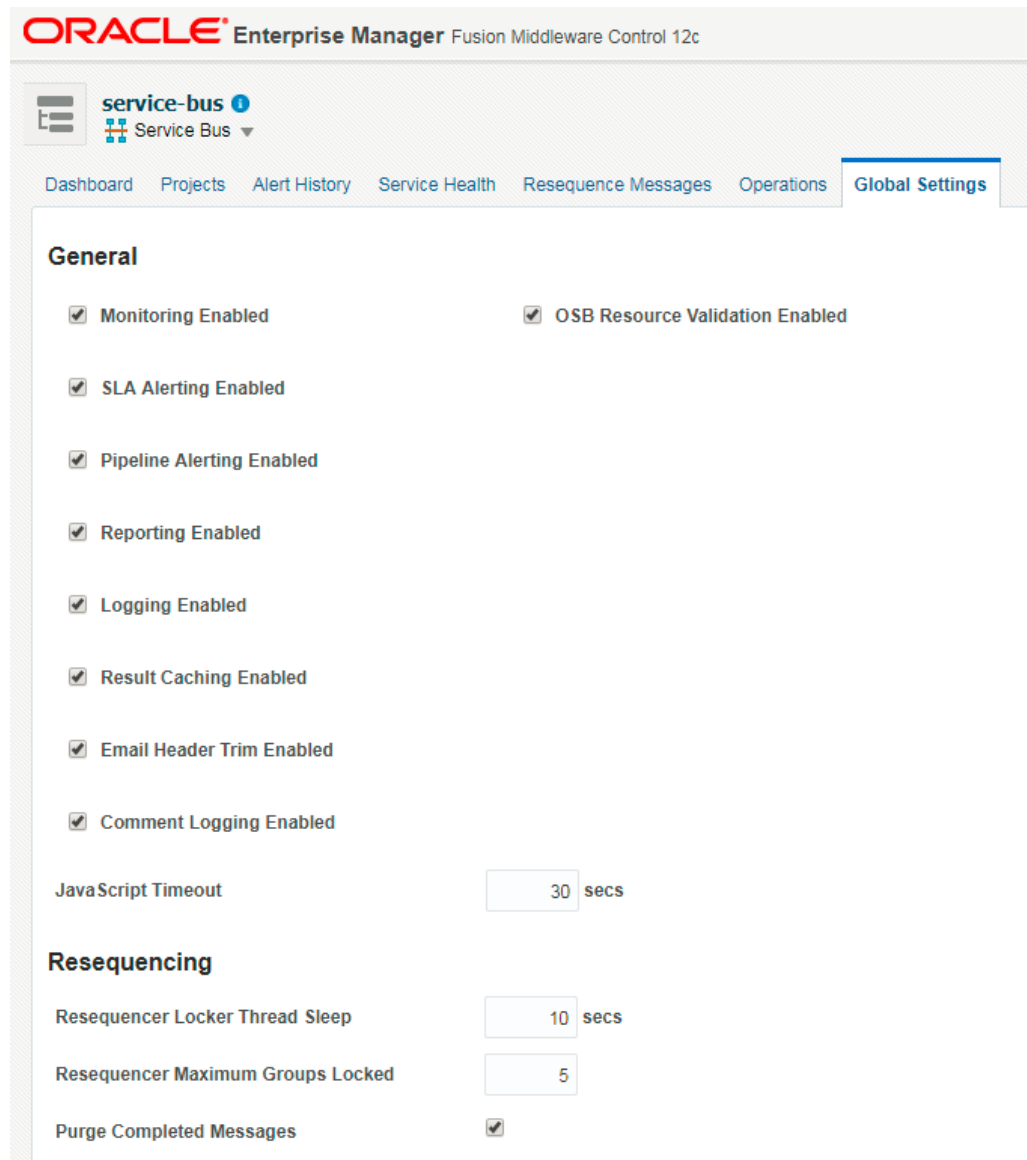 ORACLE Enterprise Manager Fusion Middleware Control 12c
service-bus
Service Bus
Dashboard Projects Alert History Service Health Resequence Messages Operations Global Settings
General
Monitoring Enabled OSB Resource Validation Enabled
SLA Alerting Enabled
Pipeline Alerting Enabled
Reporting Enabled
Logging Enabled
Result Caching Enabled
Email Header Trim Enabled
Comment Logging Enabled
JavaScript Timeout 30 secs
Resequencing
Resequencer Locker Thread Sleep 10 secs
Resequencer Maximum Groups Locked 5
Purge Completed Messages